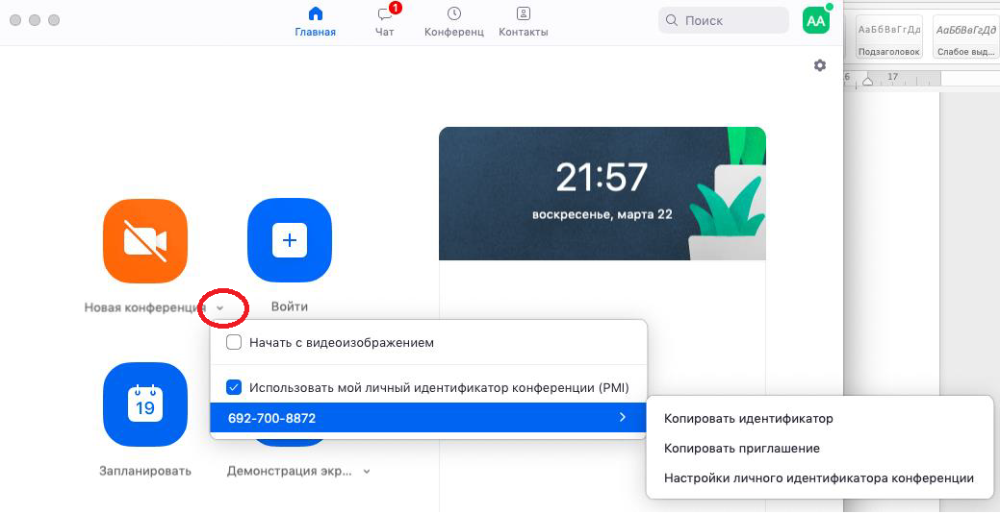 1
Главная
Чат
Конференц
Контакты
Поиск
АА
АаБбВвГгДд
АаБбВвГгДд
Подзаголовок
Слабое выд...
16
17
21:57
воскресенье, марта 22
Новая конференция
Войти
Начать с видеоизображением
Использовать мой личный идентификатор конференции (PMI)
692-700-8872
Копировать идентификатор
Копировать приглашение
Настройки личного идентификатора конференции
19
Запланировать
Демонстрация экр...